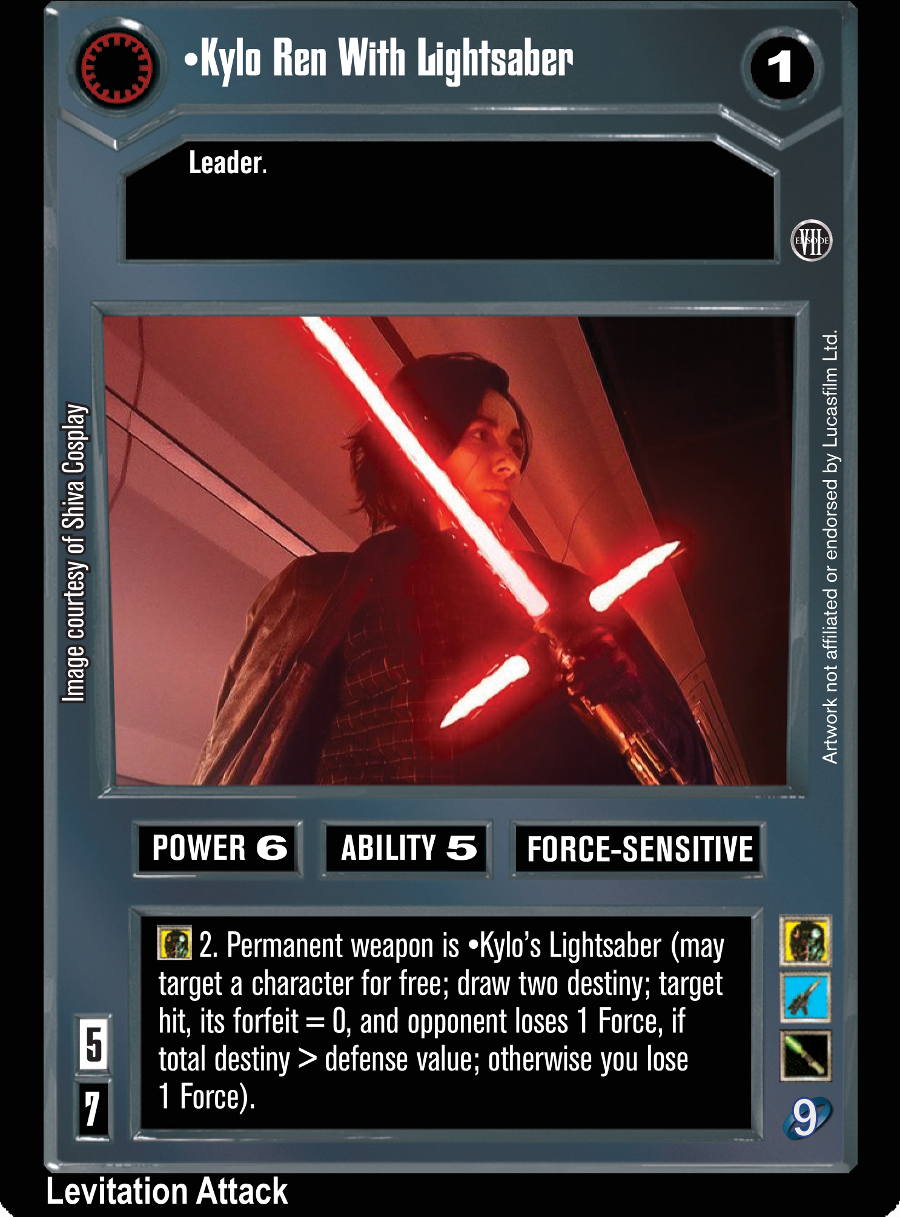 •Kylo Ren With Lightsaber
1
Leader.
EPISODE
VII
Image courtesy of Shiva Cosplay
Artwork not affiliated or endorsed by Lucasfilm Ltd.
POWER 6
ABILITY 5
FORCE-SENSITIVE
2. Permanent weapon is •Kylo's Lightsaber (may
target a character for free; draw two destiny; target
hit, its forfeit = 0, and opponent loses 1 Force, if
total destiny > defense value; otherwise you lose
1 Force).
5
7
9
Levitation Attack